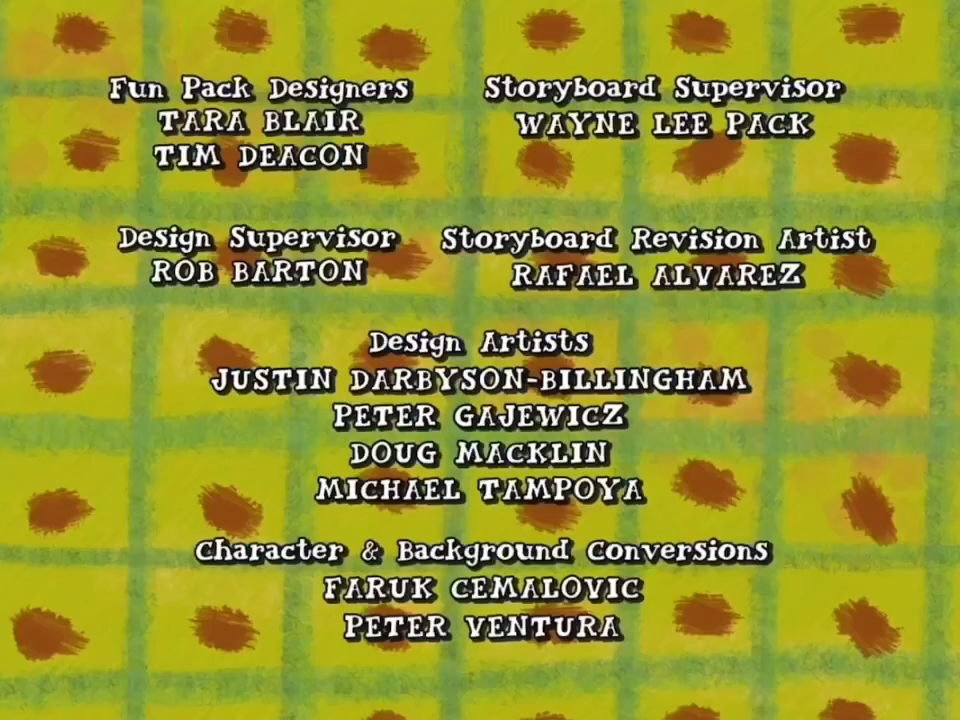 Fun Pack Designers
TARA BLAIR
TIM DEACON
Storyboard Supervisor
WAYNE LEE PACK
Design Supervisor
ROB BARTON
Storyboard Revision Artist
RAFAEL ALVAREZ
Design Artists
JUSTIN DARBYSON-BILLINGHAM
PETER GAJEWICZ
DOUG MACKLIN
MICHAEL TAMPOYA
Character & Background Conversions
FARUK CEMALOVIC
PETER VENTURA